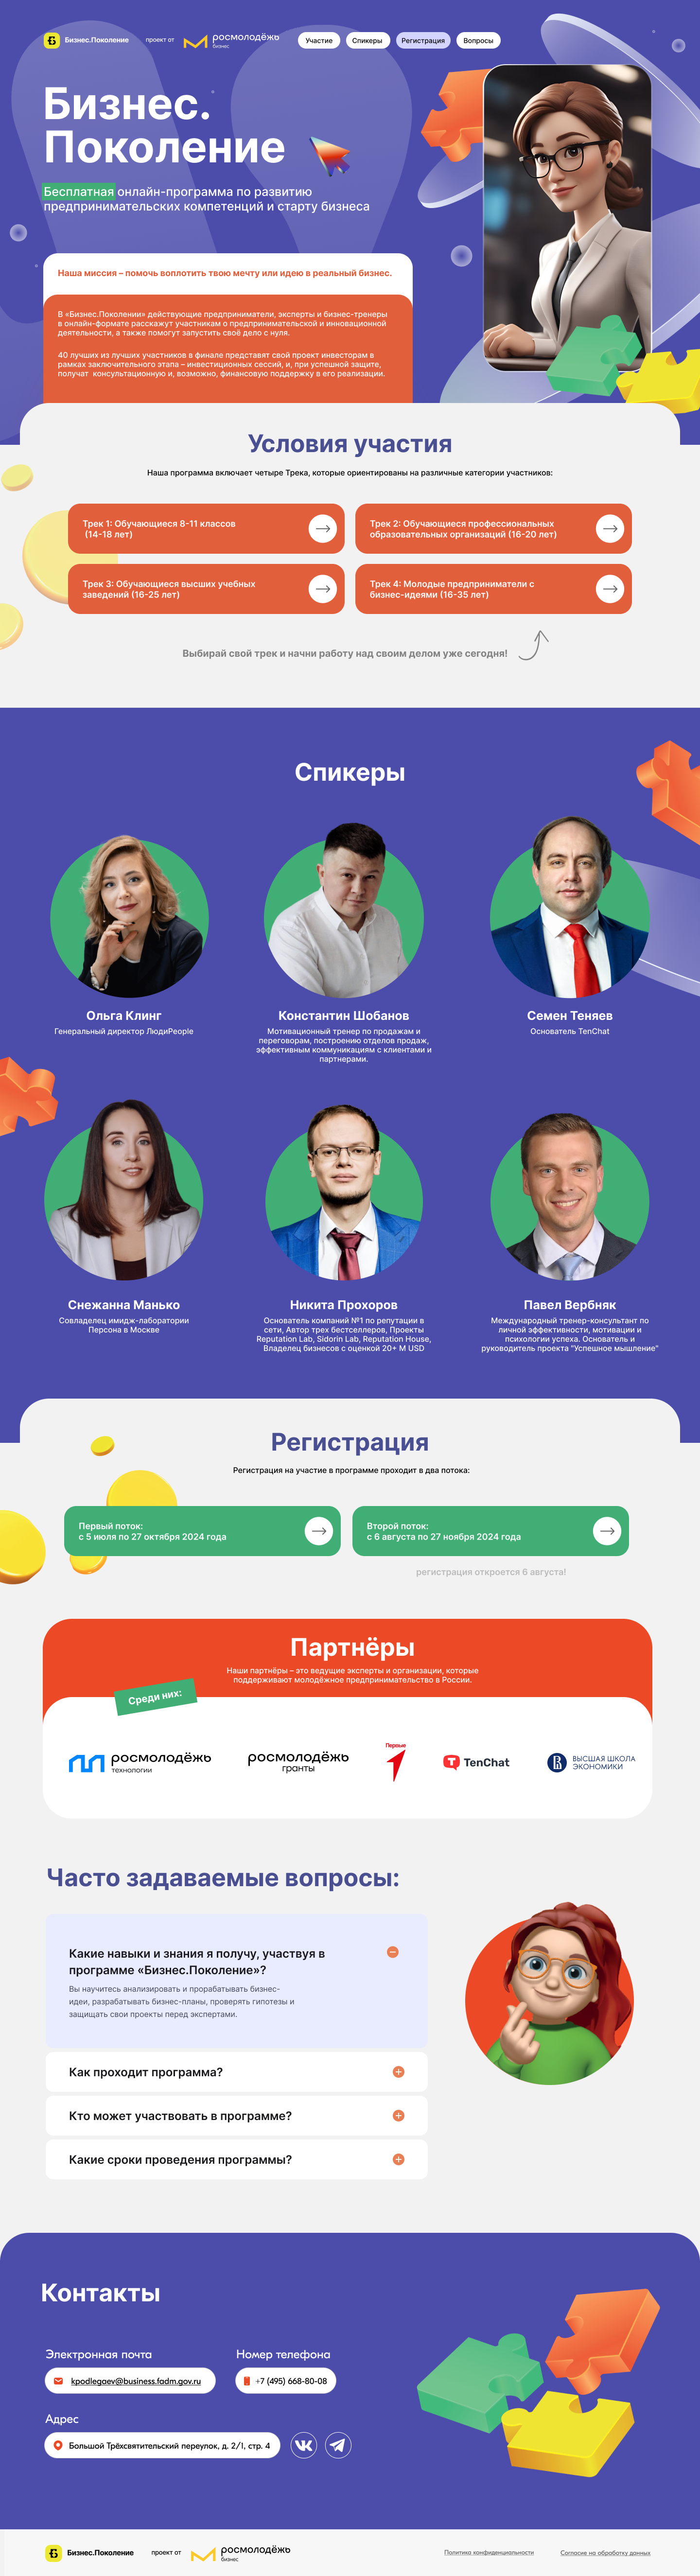 Бизнес.Поколение
проект от
росмолодёжь
бизнес
Участие
Спикеры
Регистрация
Вопросы
Бизнес.
Поколение
Бесплатная онлайн-программа по развитию
предпринимательских компетенций и старту бизнеса
Наша миссия – помочь воплотить твою мечту или идею в реальный бизнес.
В «Бизнес.Поколении» действующие предприниматели, эксперты и бизнес-тренеры
в онлайн-формате расскажут участникам о предпринимательской и инновационной
деятельности, а также помогут запустить своё дело с нуля.
40 лучших из лучших участников в финале представят свой проект инвесторам в
рамках заключительного этапа – инвестиционных сессий, и, при успешной защите,
получат консультационную и, возможно, финансовую поддержку в его реализации.
Условия участия
Наша программа включает четыре Трека, которые ориентированы на различные категории участников:
Трек 1: Обучающиеся 8-11 классов
(14-18 лет)
Трек 2: Обучающиеся профессиональных
образовательных организаций (16-20 лет)
Трек 3: Обучающиеся высших учебных
заведений (16-25 лет)
Трек 4: Молодые предприниматели с
бизнес-идеями (16-35 лет)
Выбирай свой трек и начни работу над своим делом уже сегодня!
Спикеры
Ольга Клинг
Генеральный директор ЛюдиPeople
Константин Шобанов
Мотивационный тренер по продажам и
переговорам, построению отделов продаж,
эффективным коммуникациям с клиентами и
партнерами.
Семен Теняев
Основатель TenChat
Снежанна Манько
Совладелец имидж-лаборатории
Персона в Москве
Никита Прохоров
Основатель компаний №1 по репутации в
сети, Автор трех бестселлеров, Проекты
Reputation Lab, Sidorin Lab, Reputation House,
Владелец бизнесов с оценкой 20+ М USD
Павел Вербняк
Международный тренер-консультант по
личной эффективности, мотивации и
психологии успеха. Основатель и
руководитель проекта "Успешное мышление"
Регистрация
Регистрация на участие в программе проходит в два потока:
Первый поток:
с 5 июля по 27 октября 2024 года
Второй поток:
с 6 августа по 27 ноября 2024 года
регистрация откроется 6 августа!
Партнёры
Наши партнёры – это ведущие эксперты и организации, которые
поддерживают молодёжное предпринимательство в России.
Среди них:
росмолодёжь
технологии
росмолодёжь
гранты
Первые
TenChat
ВЫСШАЯ ШКОЛА
ЭКОНОМИКИ
Часто задаваемые вопросы:
Какие навыки и знания я получу, участвуя в
программе «Бизнес.Поколение»?
Вы научитесь анализировать и прорабатывать бизнес-
идеи, разрабатывать бизнес-планы, проверять гипотезы и
защищать свои проекты перед экспертами.
Как проходит программа?
Кто может участвовать в программе?
Какие сроки проведения программы?
Контакты
Электронная почта
Номер телефона
kpodlegaev@business.fadm.gov.ru
+7 (495) 668-80-08
Адрес
Большой Трёхсвятительский переулок, д. 2/1, стр. 4
Бизнес.Поколение
проект от
росмолодёжь
бизнес
Политика конфиденциальности
Согласие на обработку данных